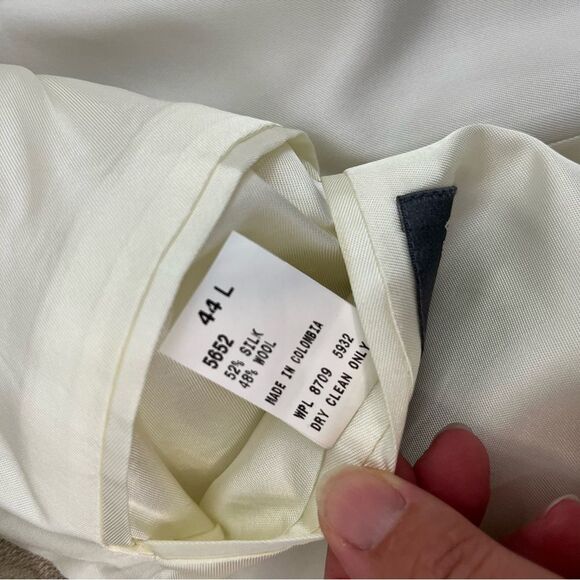 44 L
5652
52% SILK
48% WOOL
MADE IN COLOMBIA
WPL 8709 5932
DRY CLEAN ONLY